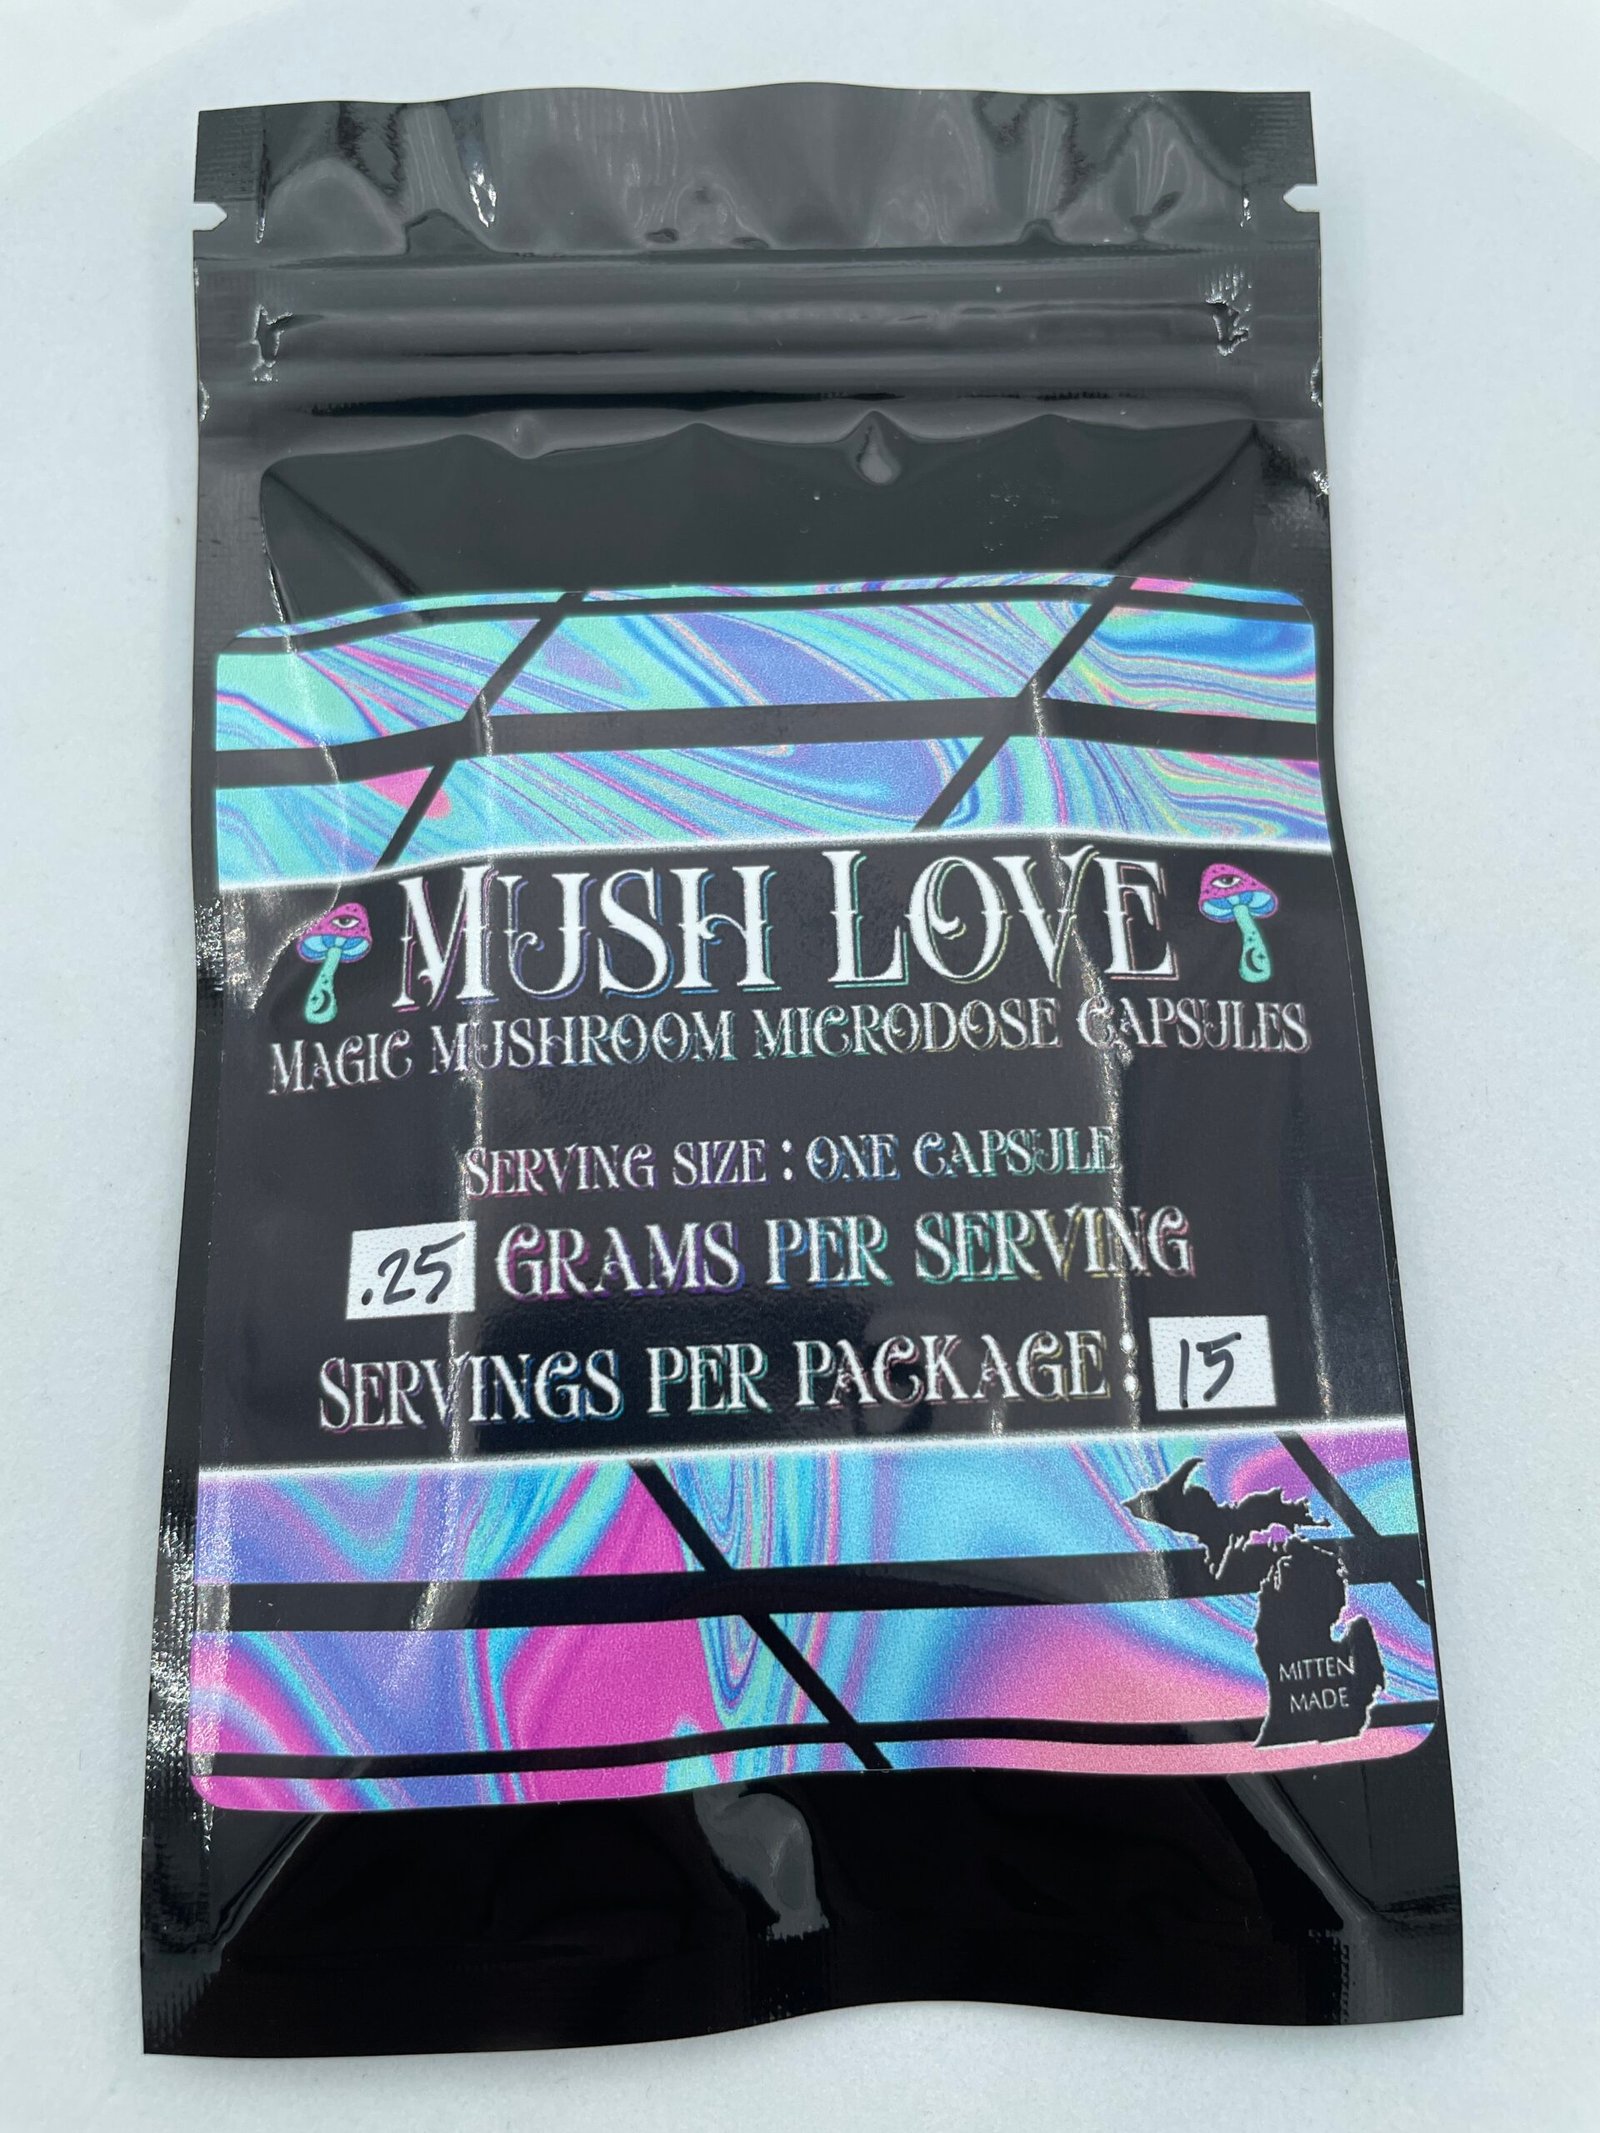 MUSH LOVE
MAGIC MUSHROOM MICRODOSE CAPSULES
SERVING SIZE : ONE CAPSULE
.25 GRAMS PER SERVING
SERVINGS PER PACKAGE : 15
MITTEN
MADE